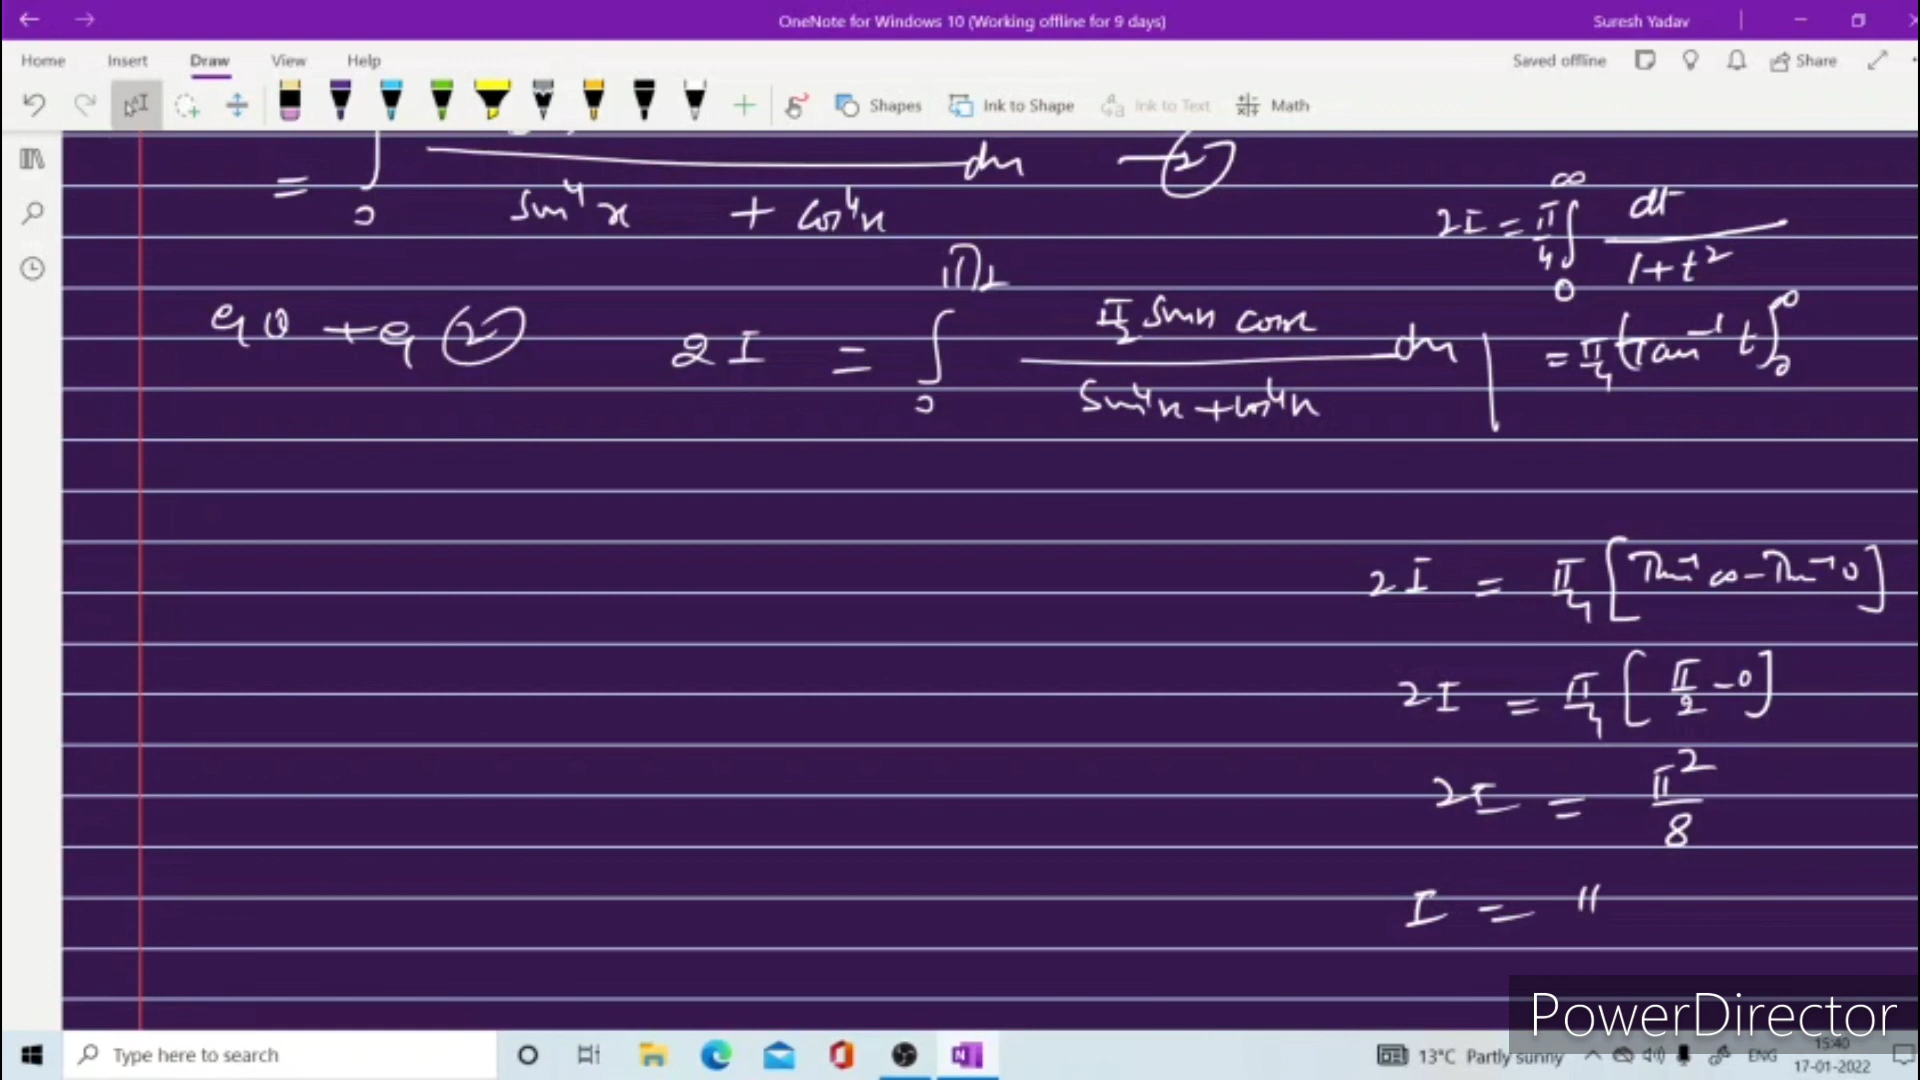 OneNote for Windows 10 (Working offline for 9 days)
Suresh Yadav
Home Insert Draw View Help
Saved offline Share
Shapes Ink to Shape Ink to Text Math
= ∫₀ ———— dx — ②
sin⁴x + cos⁴x
eq ① + eq ② 2I = ∫₀^(π/2) (π/2 sinx cosx)/(sin⁴x + cos⁴x) dx
2I = π/4 ∫₀^∞ dt/(1+t²)
= π/4 (tan⁻¹ t]₀^∞
2I = π/4 [Tan⁻¹ ∞ – Tan⁻¹ 0]
2I = π/4 [π/2 – 0]
2I = π²/8
I = "
PowerDirector
Type here to search
13°C Partly sunny
ENG
15:40
17-01-2022